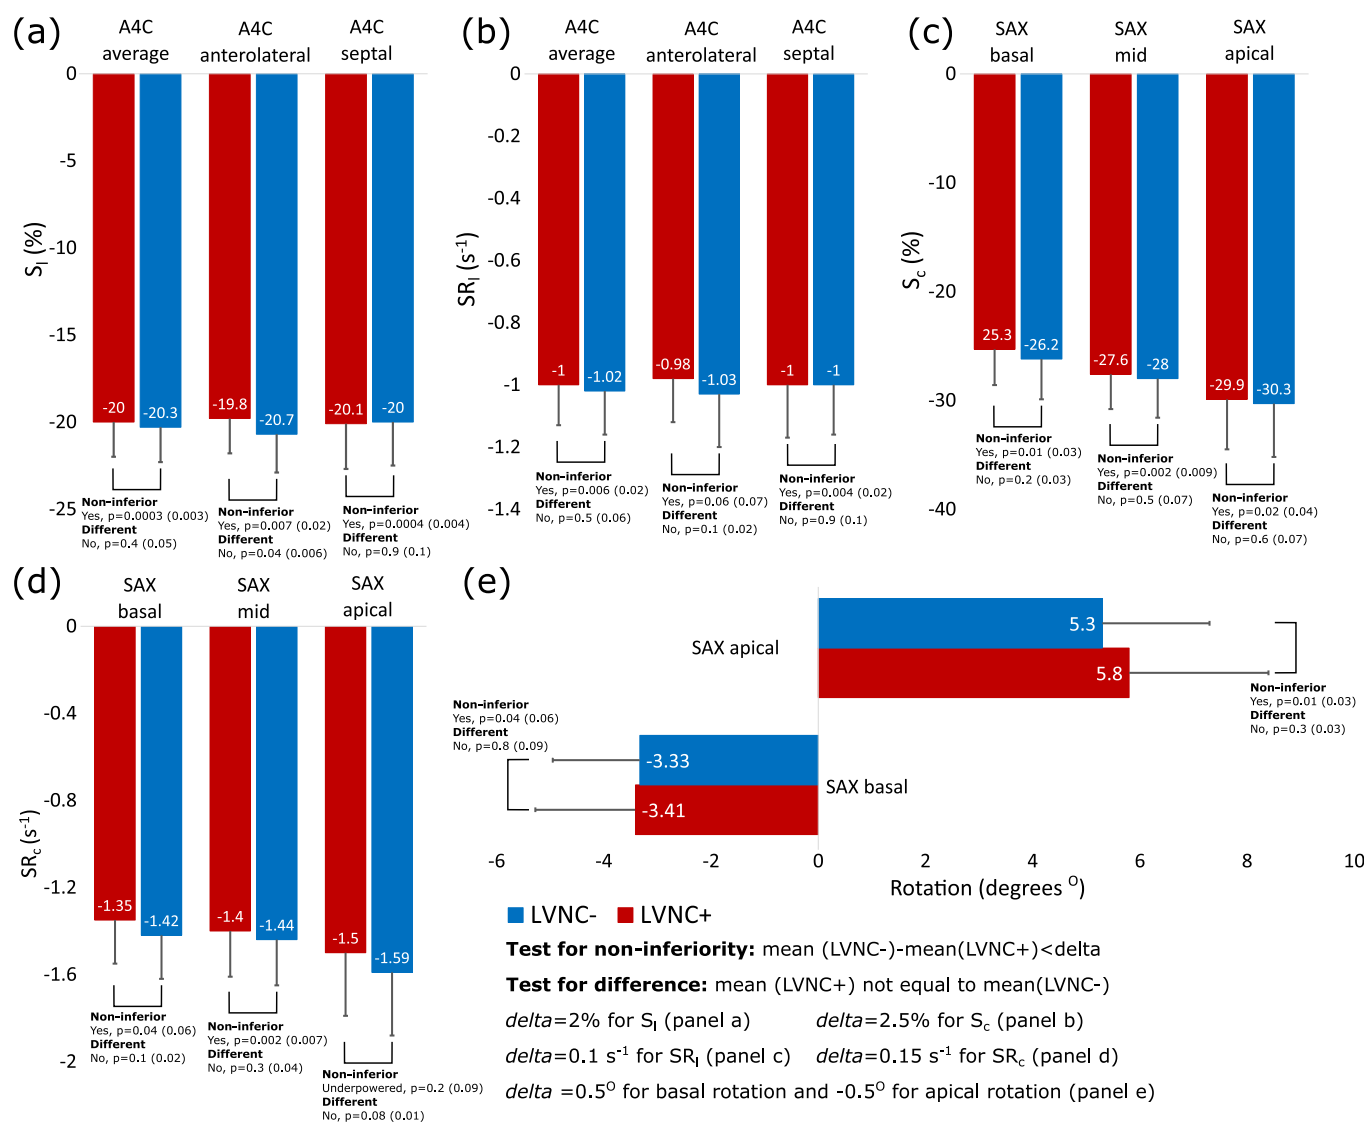 (a)
A4C
average
A4C
anterolateral
A4C
septal
0
-5
-10
-15
-20
-25
Sl (%)
-20
-20.3
-19.8
-20.7
-20.1
-20
Non-inferior
Yes, p=0.0003 (0.003)
Different
No, p=0.4 (0.05)
Non-inferior
Yes, p=0.007 (0.02)
Different
No, p=0.04 (0.006)
Non-inferior
Yes, p=0.0004 (0.004)
Different
No, p=0.9 (0.1)
(b)
A4C
average
A4C
anterolateral
A4C
septal
0
-0.2
-0.4
-0.6
-0.8
-1
-1.2
-1.4
SRl (s-1)
-1
-1.02
-0.98
-1.03
-1
-1
Non-inferior
Yes, p=0.006 (0.02)
Different
No, p=0.5 (0.06)
Non-inferior
Yes, p=0.06 (0.07)
Different
No, p=0.1 (0.02)
Non-inferior
Yes, p=0.004 (0.02)
Different
No, p=0.9 (0.1)
(c)
SAX
basal
SAX
mid
SAX
apical
0
-10
-20
-30
-40
Sc (%)
25.3
-26.2
-27.6
-28
-29.9
-30.3
Non-inferior
Yes, p=0.01 (0.03)
Different
No, p=0.2 (0.03)
Non-inferior
Yes, p=0.002 (0.009)
Different
No, p=0.5 (0.07)
Non-inferior
Yes, p=0.02 (0.04)
Different
No, p=0.6 (0.07)
(d)
SAX
basal
SAX
mid
SAX
apical
0
-0.4
-0.8
-1.2
-1.6
-2
SRc (s-1)
-1.35
-1.42
-1.4
-1.44
-1.5
-1.59
Non-inferior
Yes, p=0.04 (0.06)
Different
No, p=0.1 (0.02)
Non-inferior
Yes, p=0.002 (0.007)
Different
No, p=0.3 (0.04)
Non-inferior
Underpowered, p=0.2 (0.09)
Different
No, p=0.08 (0.01)
(e)
SAX apical
5.3
5.8
Non-inferior
Yes, p=0.01 (0.03)
Different
No, p=0.3 (0.03)
Non-inferior
Yes, p=0.04 (0.06)
Different
No, p=0.8 (0.09)
-3.33
-3.41
SAX basal
-6 -4 -2 0 2 4 6 8 10
Rotation (degrees O)
LVNC- LVNC+
Test for non-inferiority: mean (LVNC-)-mean(LVNC+)<delta
Test for difference: mean (LVNC+) not equal to mean(LVNC-)
delta=2% for Sl (panel a) delta=2.5% for Sc (panel b)
delta=0.1 s-1 for SRl (panel c) delta=0.15 s-1 for SRc (panel d)
delta =0.5O for basal rotation and -0.5O for apical rotation (panel e)